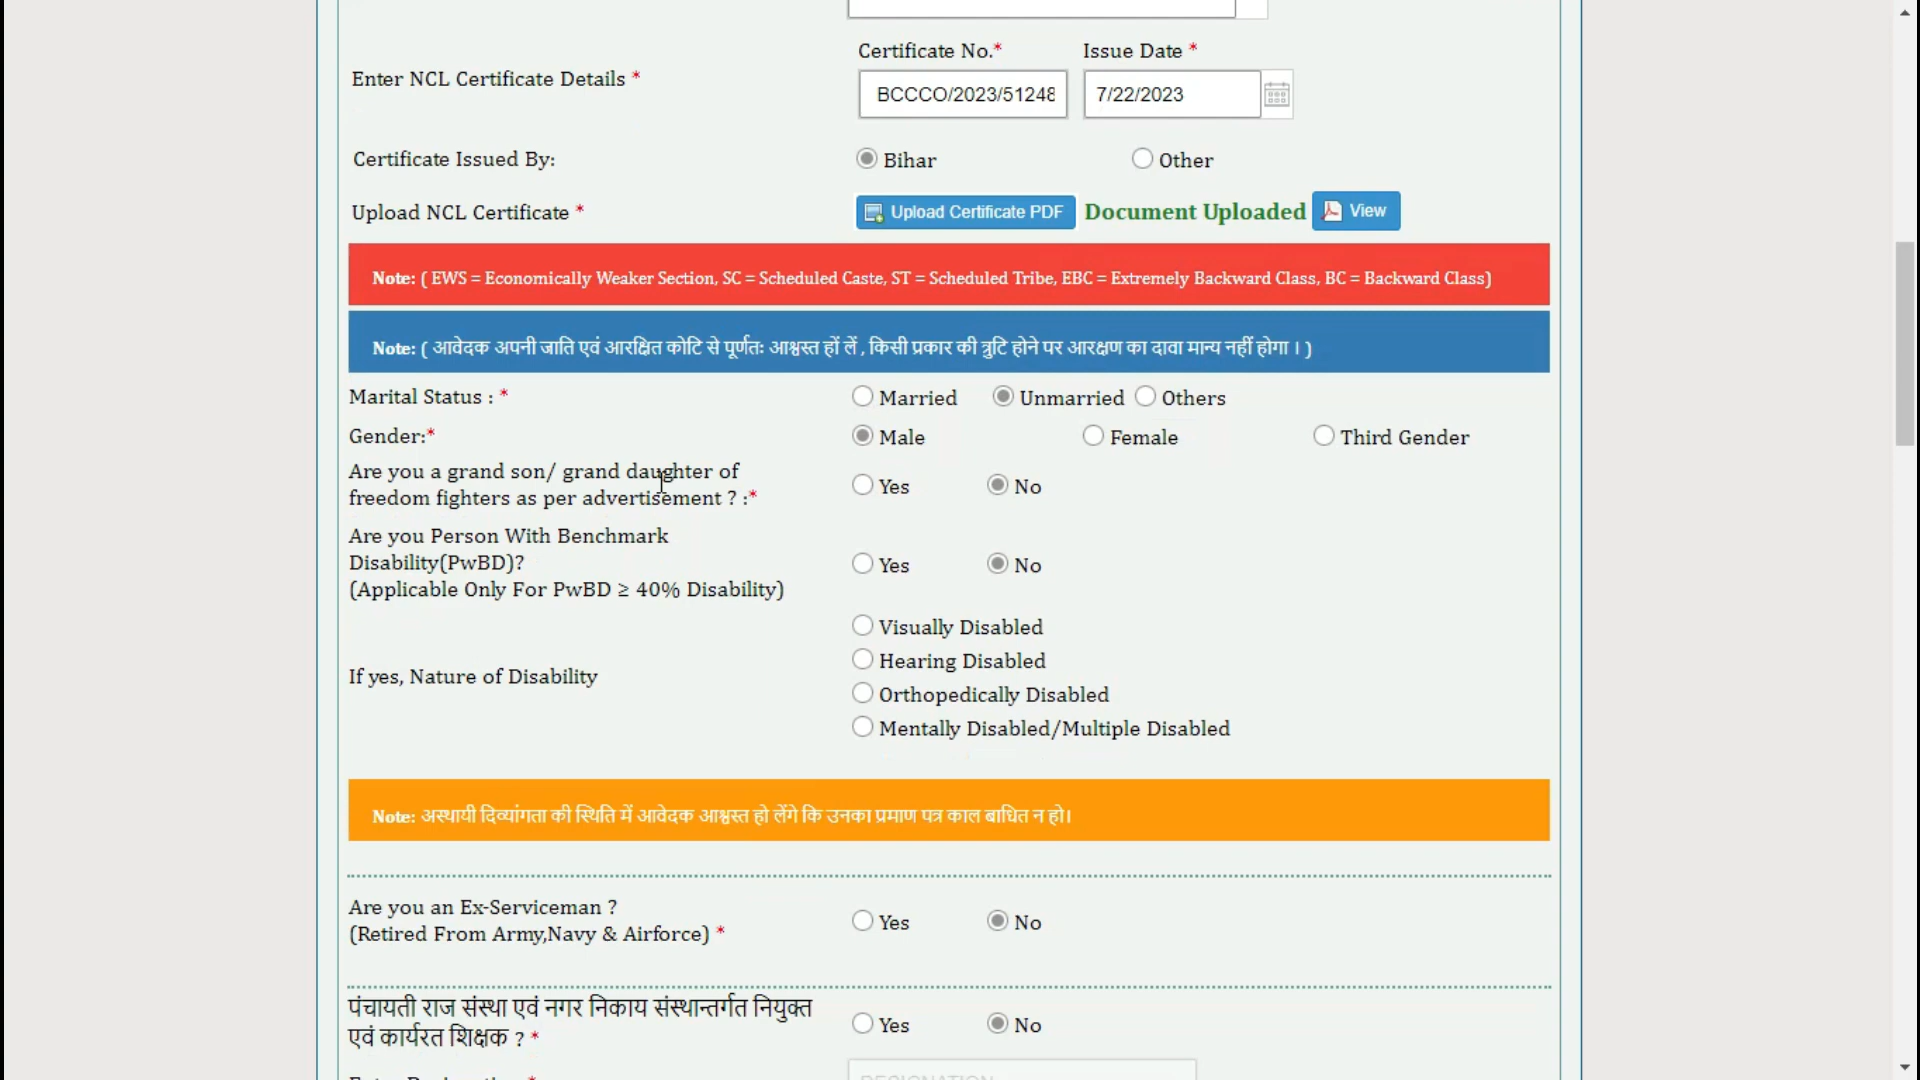 Certificate No.* Issue Date *
Enter NCL Certificate Details *
BCCCO/2023/51248 7/22/2023
Certificate Issued By: Bihar Other
Upload NCL Certificate * Upload Certificate PDF Document Uploaded View
Note: ( EWS = Economically Weaker Section, SC = Scheduled Caste, ST = Scheduled Tribe, EBC = Extremely Backward Class, BC = Backward Class)
Note: ( आवेदक अपनी जाति एवं आरक्षित कोटि से पूर्णतः आश्वस्त हों लें , किसी प्रकार की त्रुटि होने पर आरक्षण का दावा मान्य नहीं होगा । )
Marital Status : * Married Unmarried Others
Gender:* Male Female Third Gender
Are you a grand son/ grand daughter of
freedom fighters as per advertisement ? :* Yes No
Are you Person With Benchmark
Disability(PwBD)? Yes No
(Applicable Only For PwBD ≥ 40% Disability)
Visually Disabled
Hearing Disabled
If yes, Nature of Disability
Orthopedically Disabled
Mentally Disabled/Multiple Disabled
Note: अस्थायी दिव्यांगता की स्थिति में आवेदक आश्वस्त हो लेंगे कि उनका प्रमाण पत्र काल बाधित न हो।
Are you an Ex-Serviceman ?
(Retired From Army,Navy & Airforce) * Yes No
पंचायती राज संस्था एवं नगर निकाय संस्थान्तर्गत नियुक्त
एवं कार्यरत शिक्षक ? * Yes No